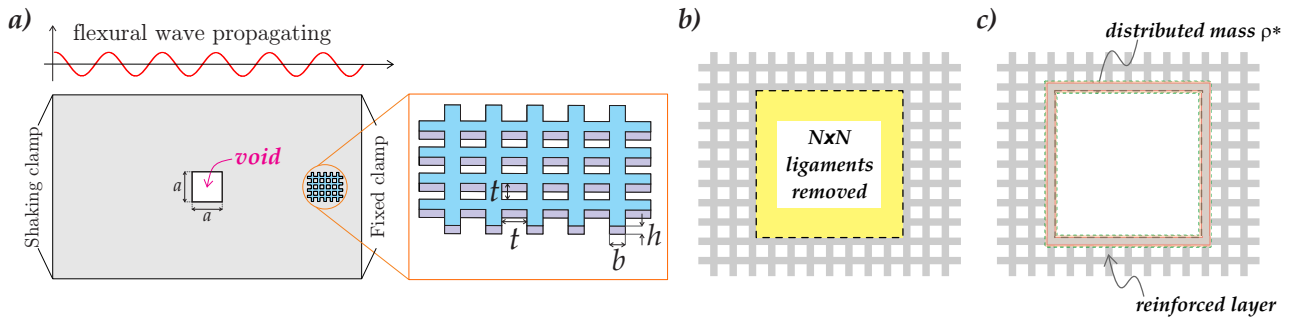 a)
flexural wave propagating
Shaking clamp
void
a
a
Fixed clamp
t
t
h
b
b)
NxN
ligaments
removed
c)
distributed mass ρ*
reinforced layer